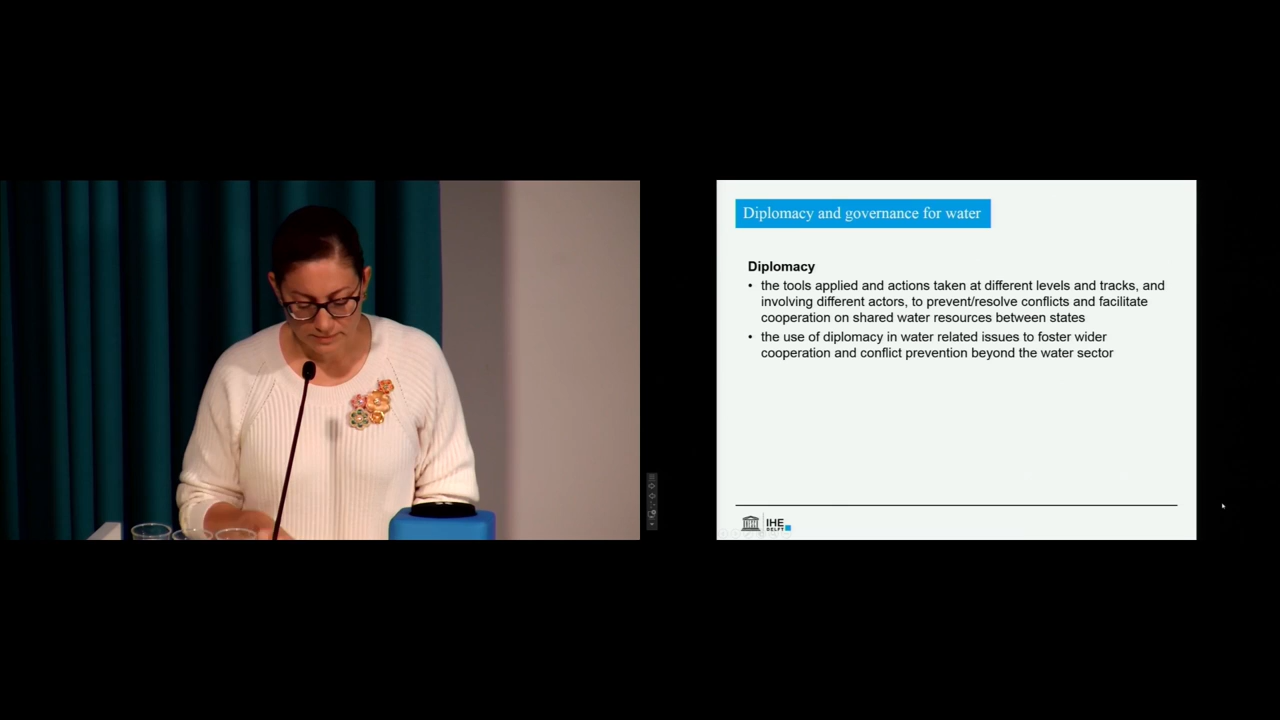 Diplomacy and governance for water
Diplomacy
• the tools applied and actions taken at different levels and tracks, and
involving different actors, to prevent/resolve conflicts and facilitate
cooperation on shared water resources between states
• the use of diplomacy in water related issues to foster wider
cooperation and conflict prevention beyond the water sector
IHE
DELFT